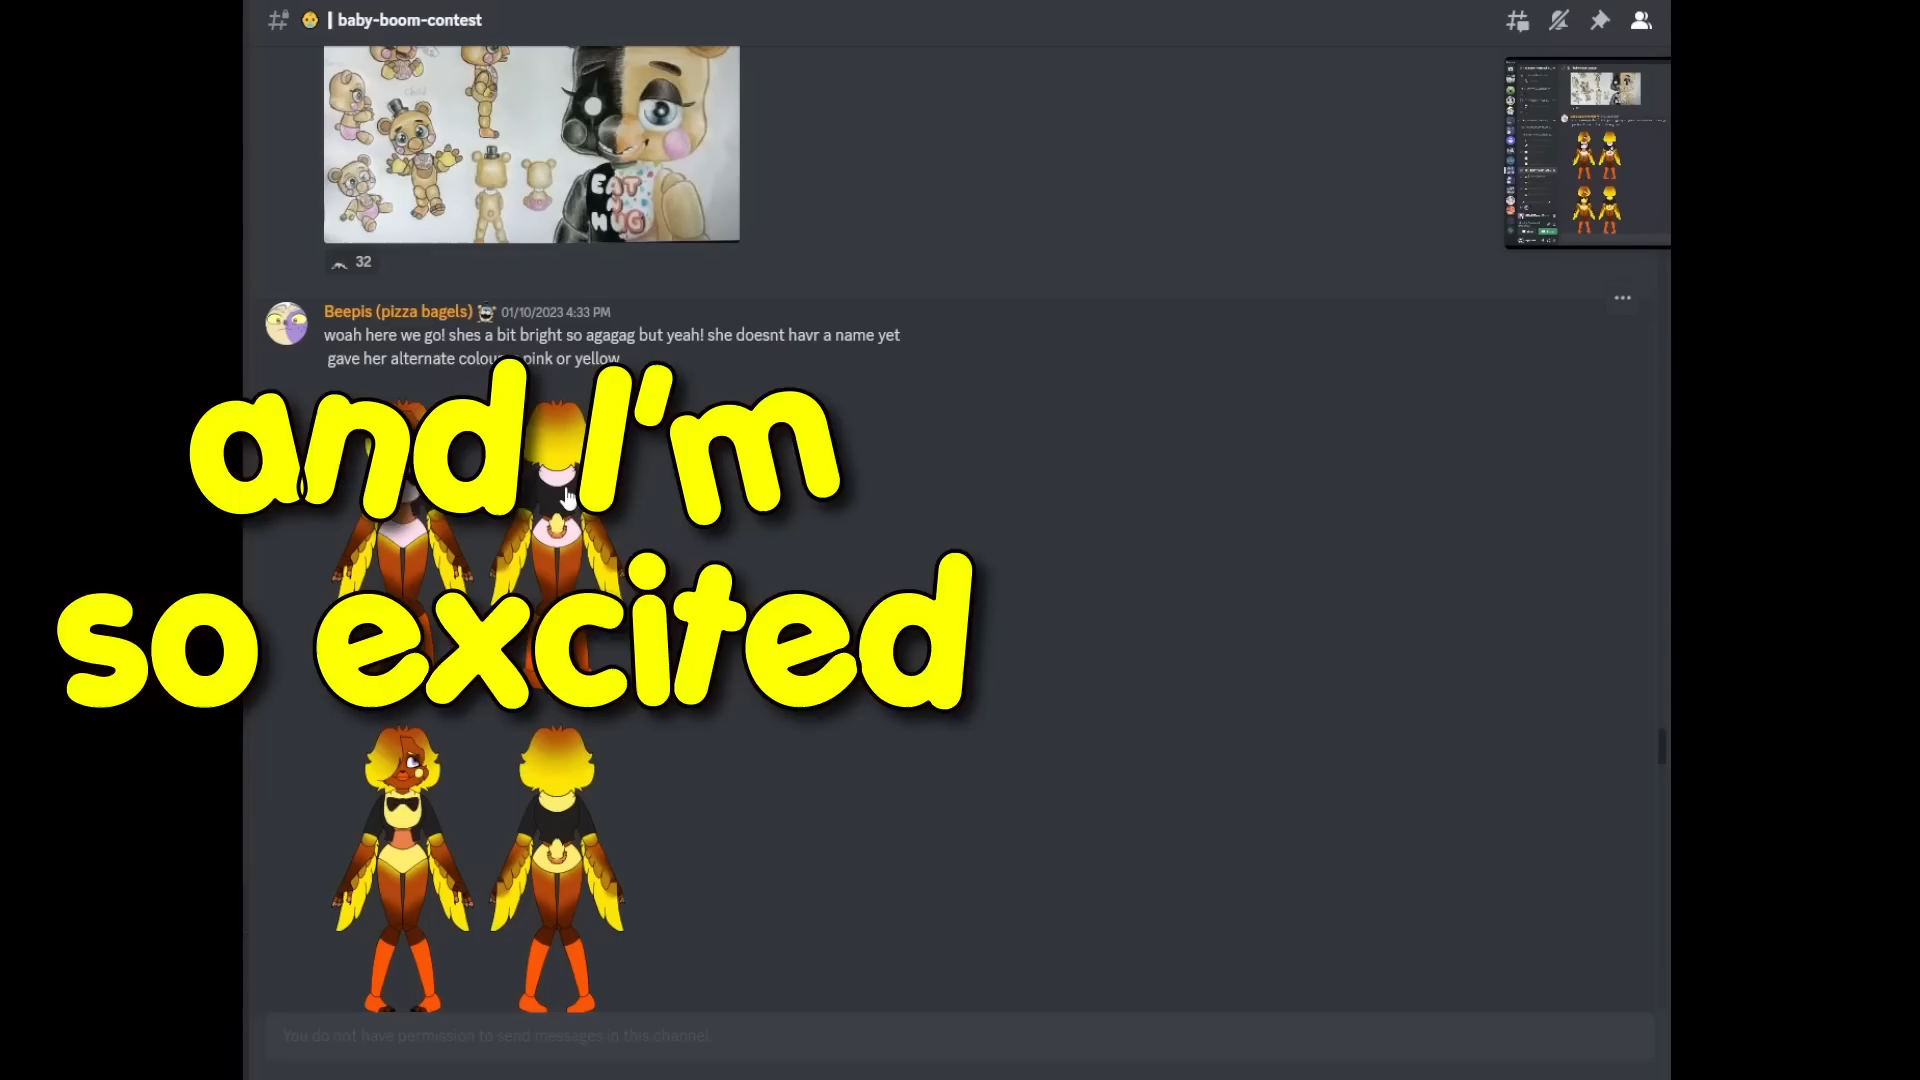 | baby-boom-contest
child
EAT
N
HUG
32
Beepis (pizza bagels) 01/10/2023 4:33 PM
woah here we go! shes a bit bright so agagag but yeah! she doesnt havr a name yet
gave her alternate colou pink or yellow
and I'm
so excited
You do not have permission to send messages in this channel.